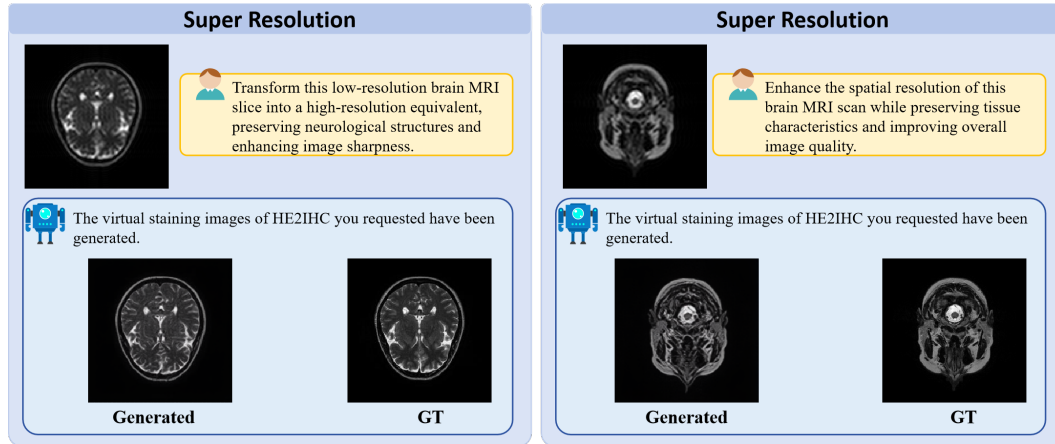 Super Resolution
Transform this low-resolution brain MRI
slice into a high-resolution equivalent,
preserving neurological structures and
enhancing image sharpness.
The virtual staining images of HE2IHC you requested have been
generated.
Generated
GT
Super Resolution
Enhance the spatial resolution of this
brain MRI scan while preserving tissue
characteristics and improving overall
image quality.
The virtual staining images of HE2IHC you requested have been
generated.
Generated
GT